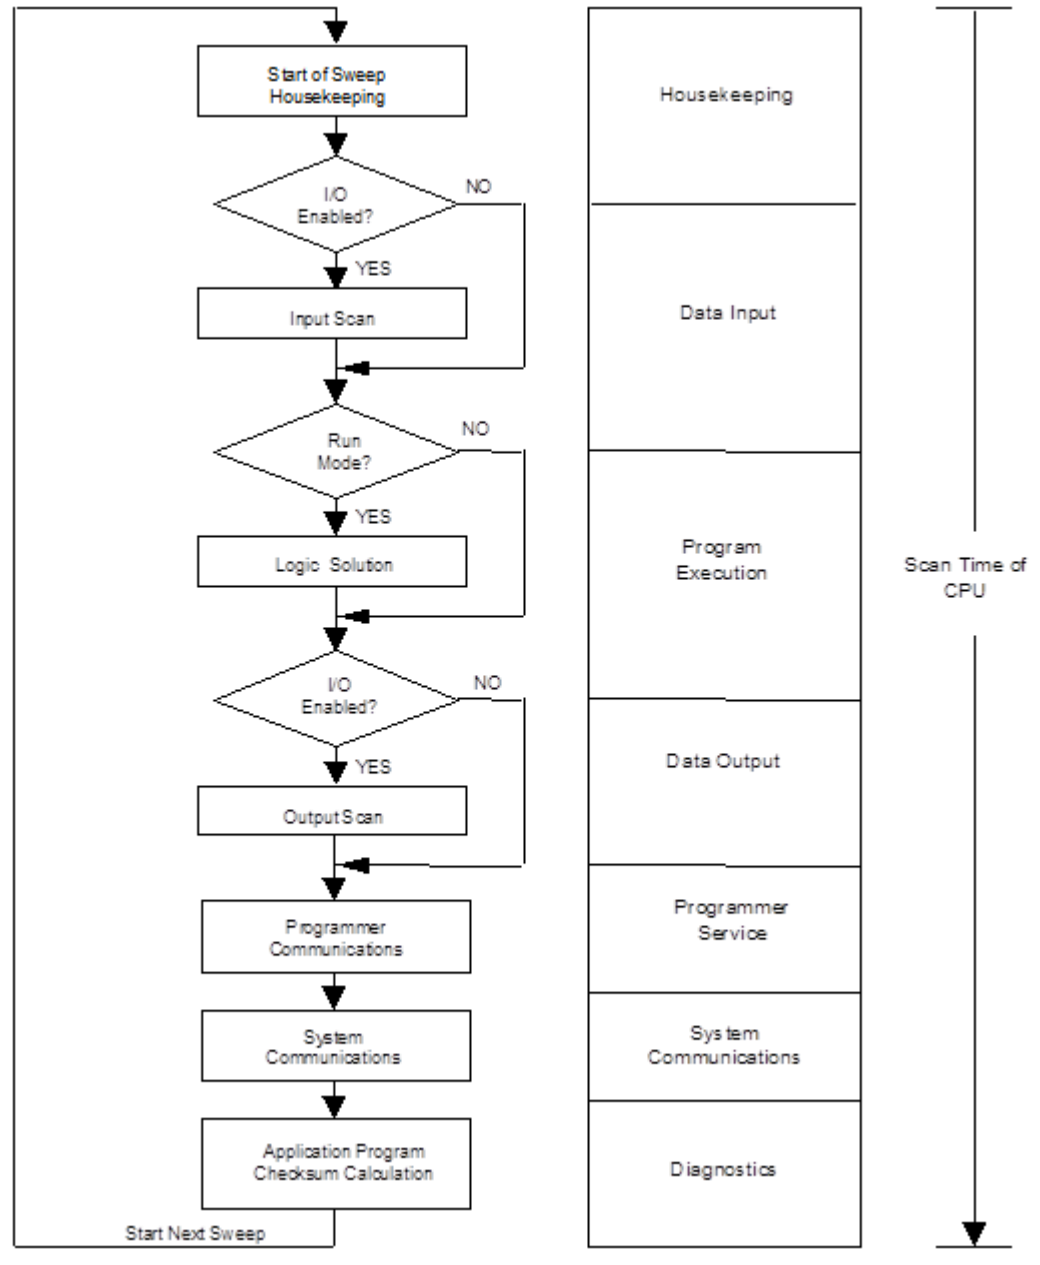 Start of Sweep
Housekeeping
I/O
Enabled?
NO
YES
Input Scan
Run
Mode?
NO
YES
Logic Solution
I/O
Enabled?
NO
YES
Output Scan
Programmer
Communications
System
Communications
Application Program
Checksum Calculation
Start Next Sweep
Housekeeping
Data Input
Program
Execution
Data Output
Programmer
Service
System
Communications
Diagnostics
Scan Time of
CPU